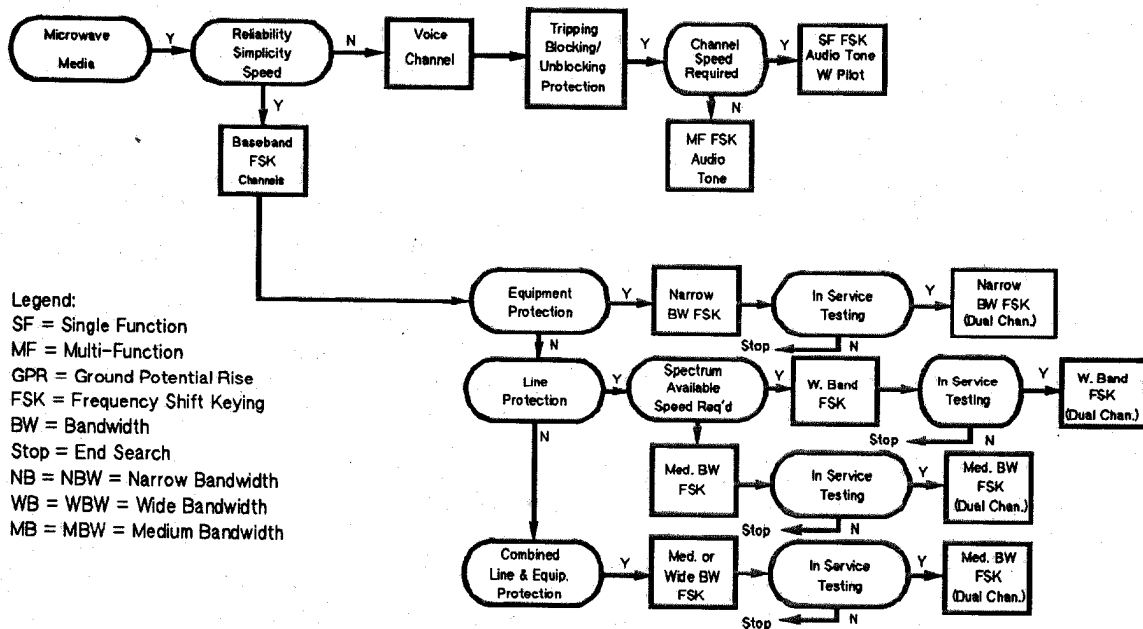 Microwave
Media
Y
Reliability
Simplicity
Speed
N
Voice
Channel
Tripping
Blocking/
Unblocking
Protection
Y
Channel
Speed
Required
Y
SF FSK
Audio Tone
W/ Pilot
Y
N
Baseband
FSK
Channels
MF FSK
Audio
Tone
Equipment
Protection
Y
Narrow
BW FSK
In Service
Testing
Y
Narrow
BW FSK
(Dual Chan.)
N
Stop
N
Line
Protection
Y
Spectrum
Available
Speed Req'd
Y
W. Band
FSK
In Service
Testing
Y
W. Band
FSK
(Dual Chan.)
N
Stop
N
Med. BW
FSK
In Service
Testing
Y
Med. BW
FSK
(Dual Chan.)
Stop
N
Combined
Line & Equip.
Protection
Y
Med. or
Wide BW
FSK
In Service
Testing
Y
Med. BW
FSK
(Dual Chan.)
Stop
N
Legend:
SF = Single Function
MF = Multi-Function
GPR = Ground Potential Rise
FSK = Frequency Shift Keying
BW = Bandwidth
Stop = End Search
NB = NBW = Narrow Bandwidth
WB = WBW = Wide Bandwidth
MB = MBW = Medium Bandwidth